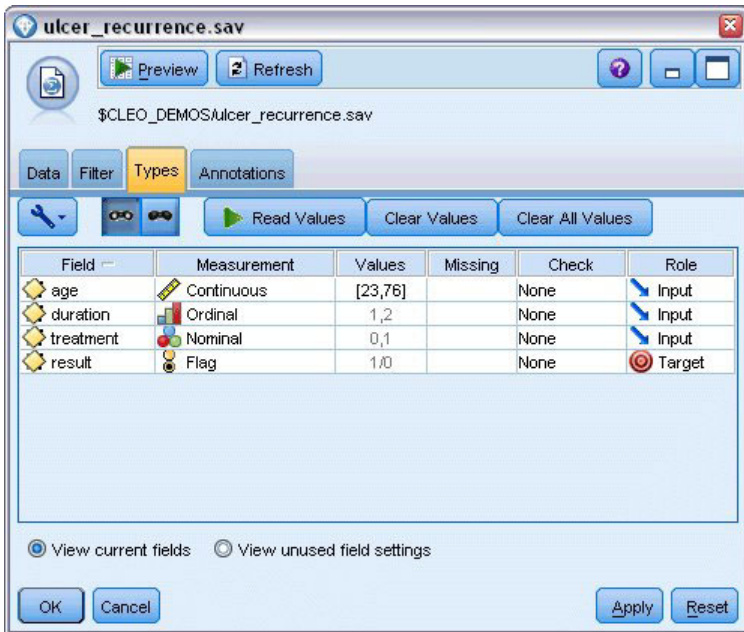 ulcer_recurrence.sav
Preview Refresh
$CLEO_DEMOS/ulcer_recurrence.sav
Data Filter Types Annotations
Read Values Clear Values Clear All Values
Field Measurement Values Missing Check Role
age Continuous [23,76] None Input
duration Ordinal 1,2 None Input
treatment Nominal 0,1 None Input
result Flag 1/0 None Target
View current fields View unused field settings
OK Cancel Apply Reset